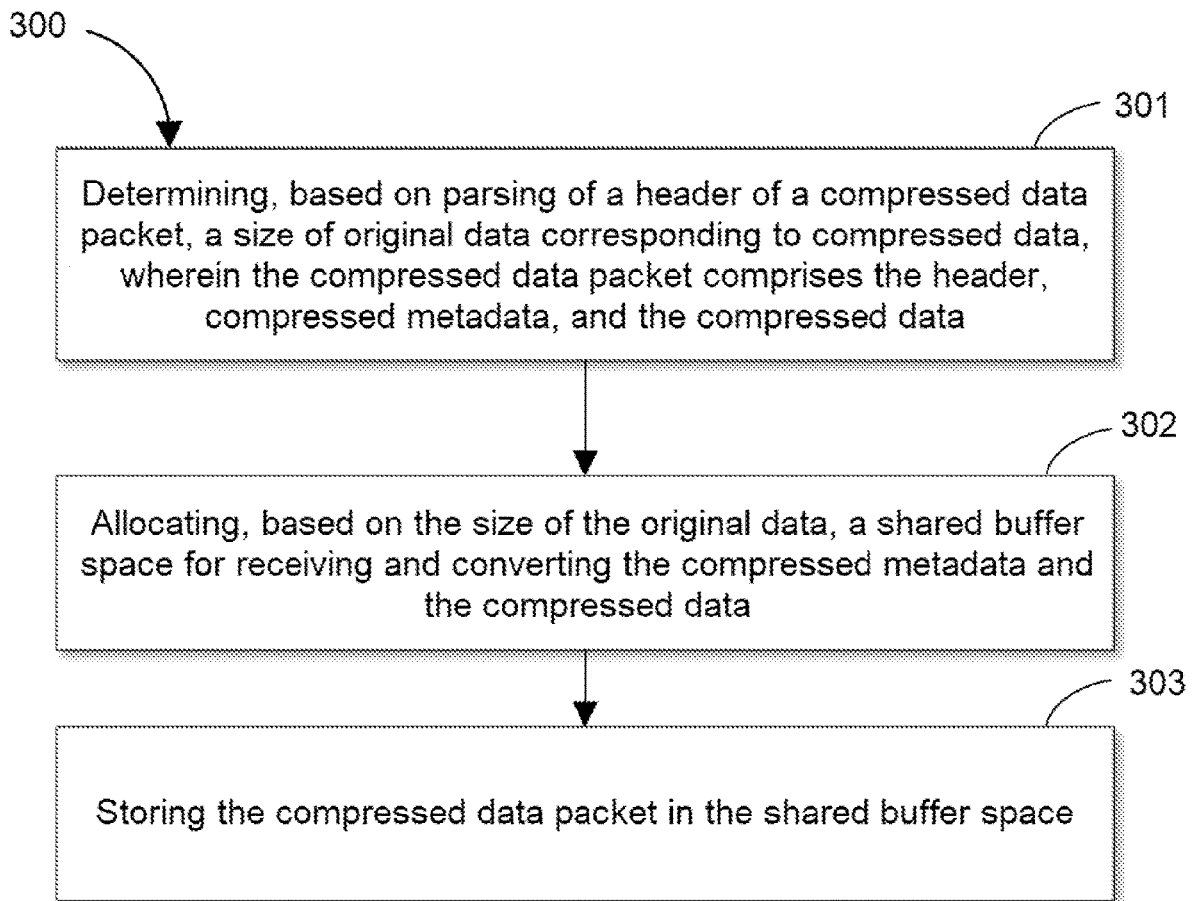 300
301
Determining, based on parsing of a header of a compressed data
packet, a size of original data corresponding to compressed data,
wherein the compressed data packet comprises the header,
compressed metadata, and the compressed data
302
Allocating, based on the size of the original data, a shared buffer
space for receiving and converting the compressed metadata and
the compressed data
303
Storing the compressed data packet in the shared buffer space